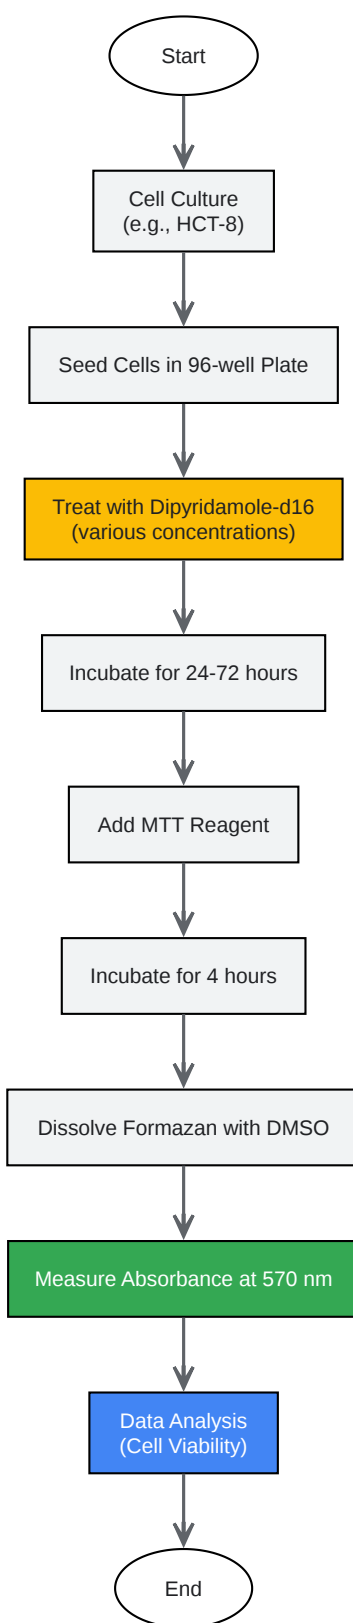 Start
Cell Culture
(e.g., HCT-8)
Seed Cells in 96-well Plate
Treat with Dipyridamole-d16
(various concentrations)
Incubate for 24-72 hours
Add MTT Reagent
Incubate for 4 hours
Dissolve Formazan with DMSO
Measure Absorbance at 570 nm
Data Analysis
(Cell Viability)
End